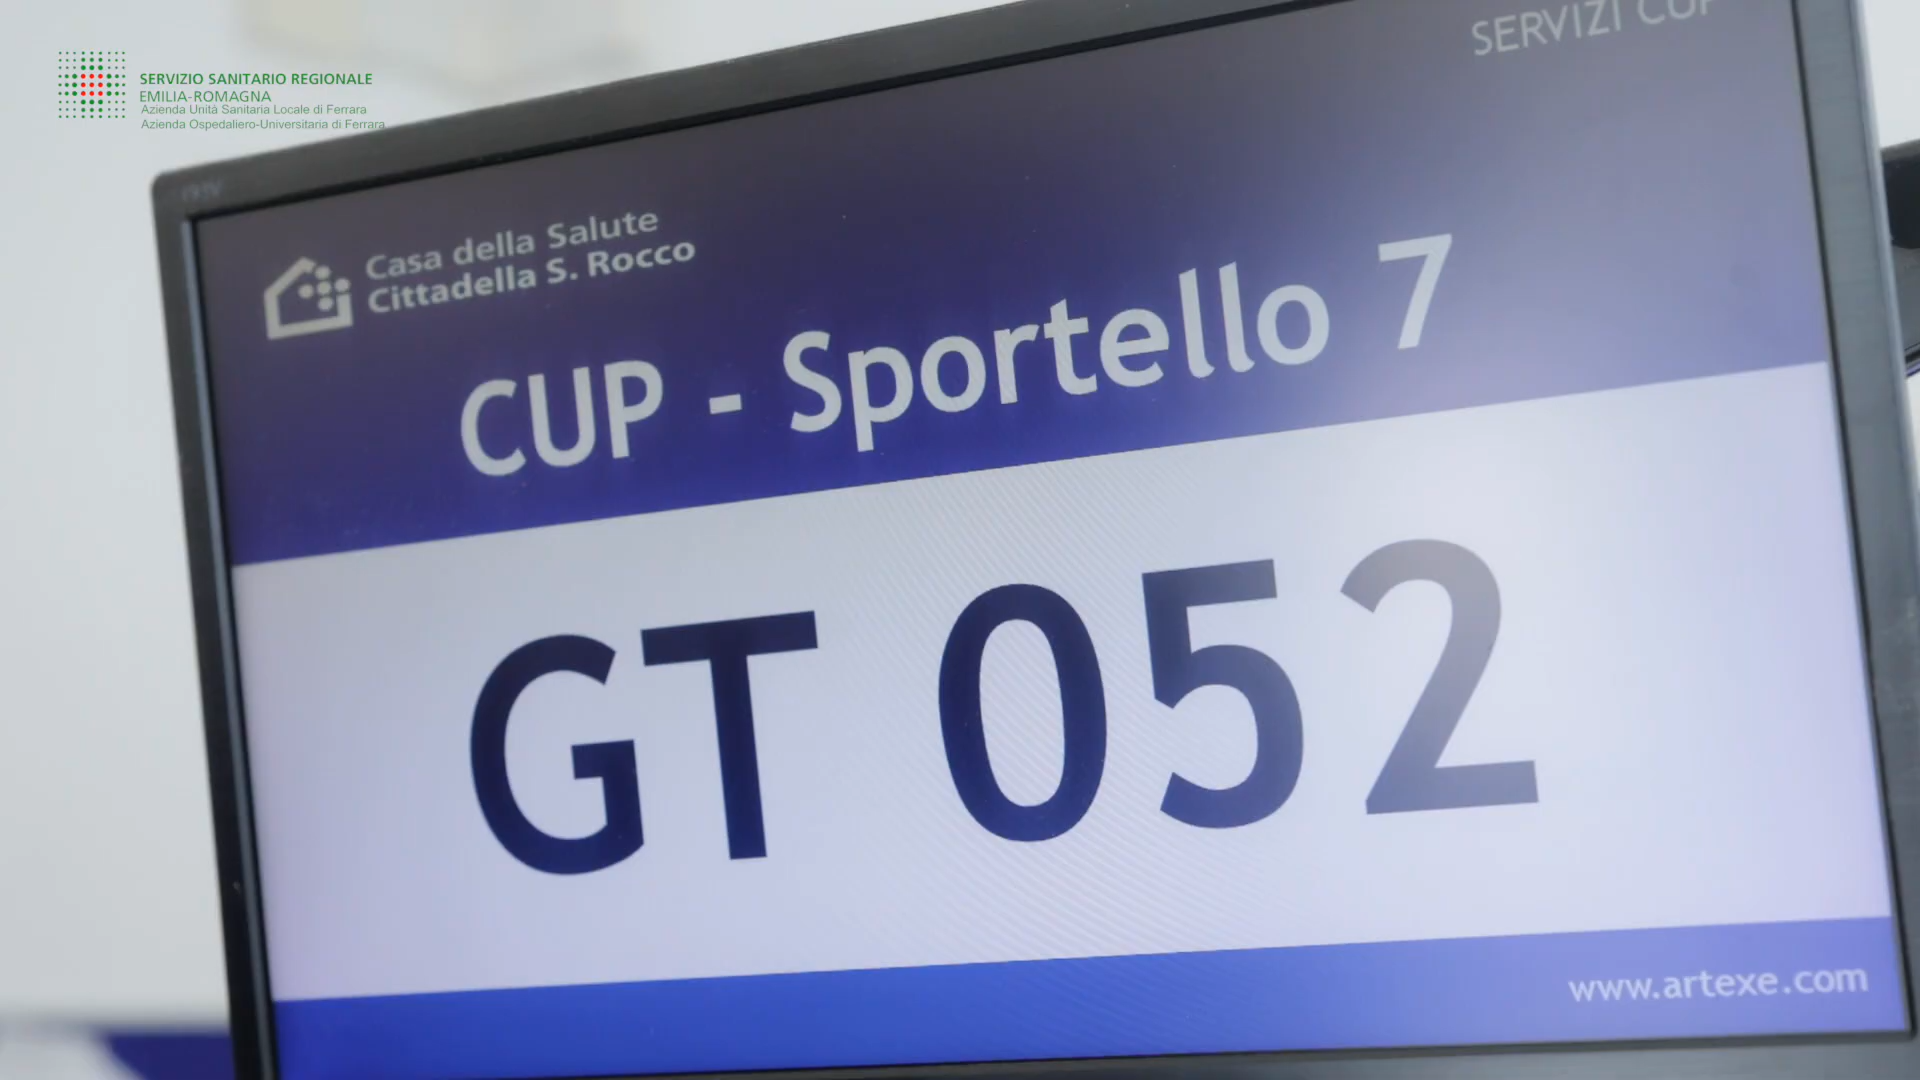 SERVIZIO SANITARIO REGIONALE
EMILIA-ROMAGNA
Azienda Unità Sanitaria Locale di Ferrara
Azienda Ospedaliero-Universitaria di Ferrara
SERVIZI CUP
Casa della Salute
Cittadella S. Rocco
CUP - Sportello 7
GT 052
www.artexe.com